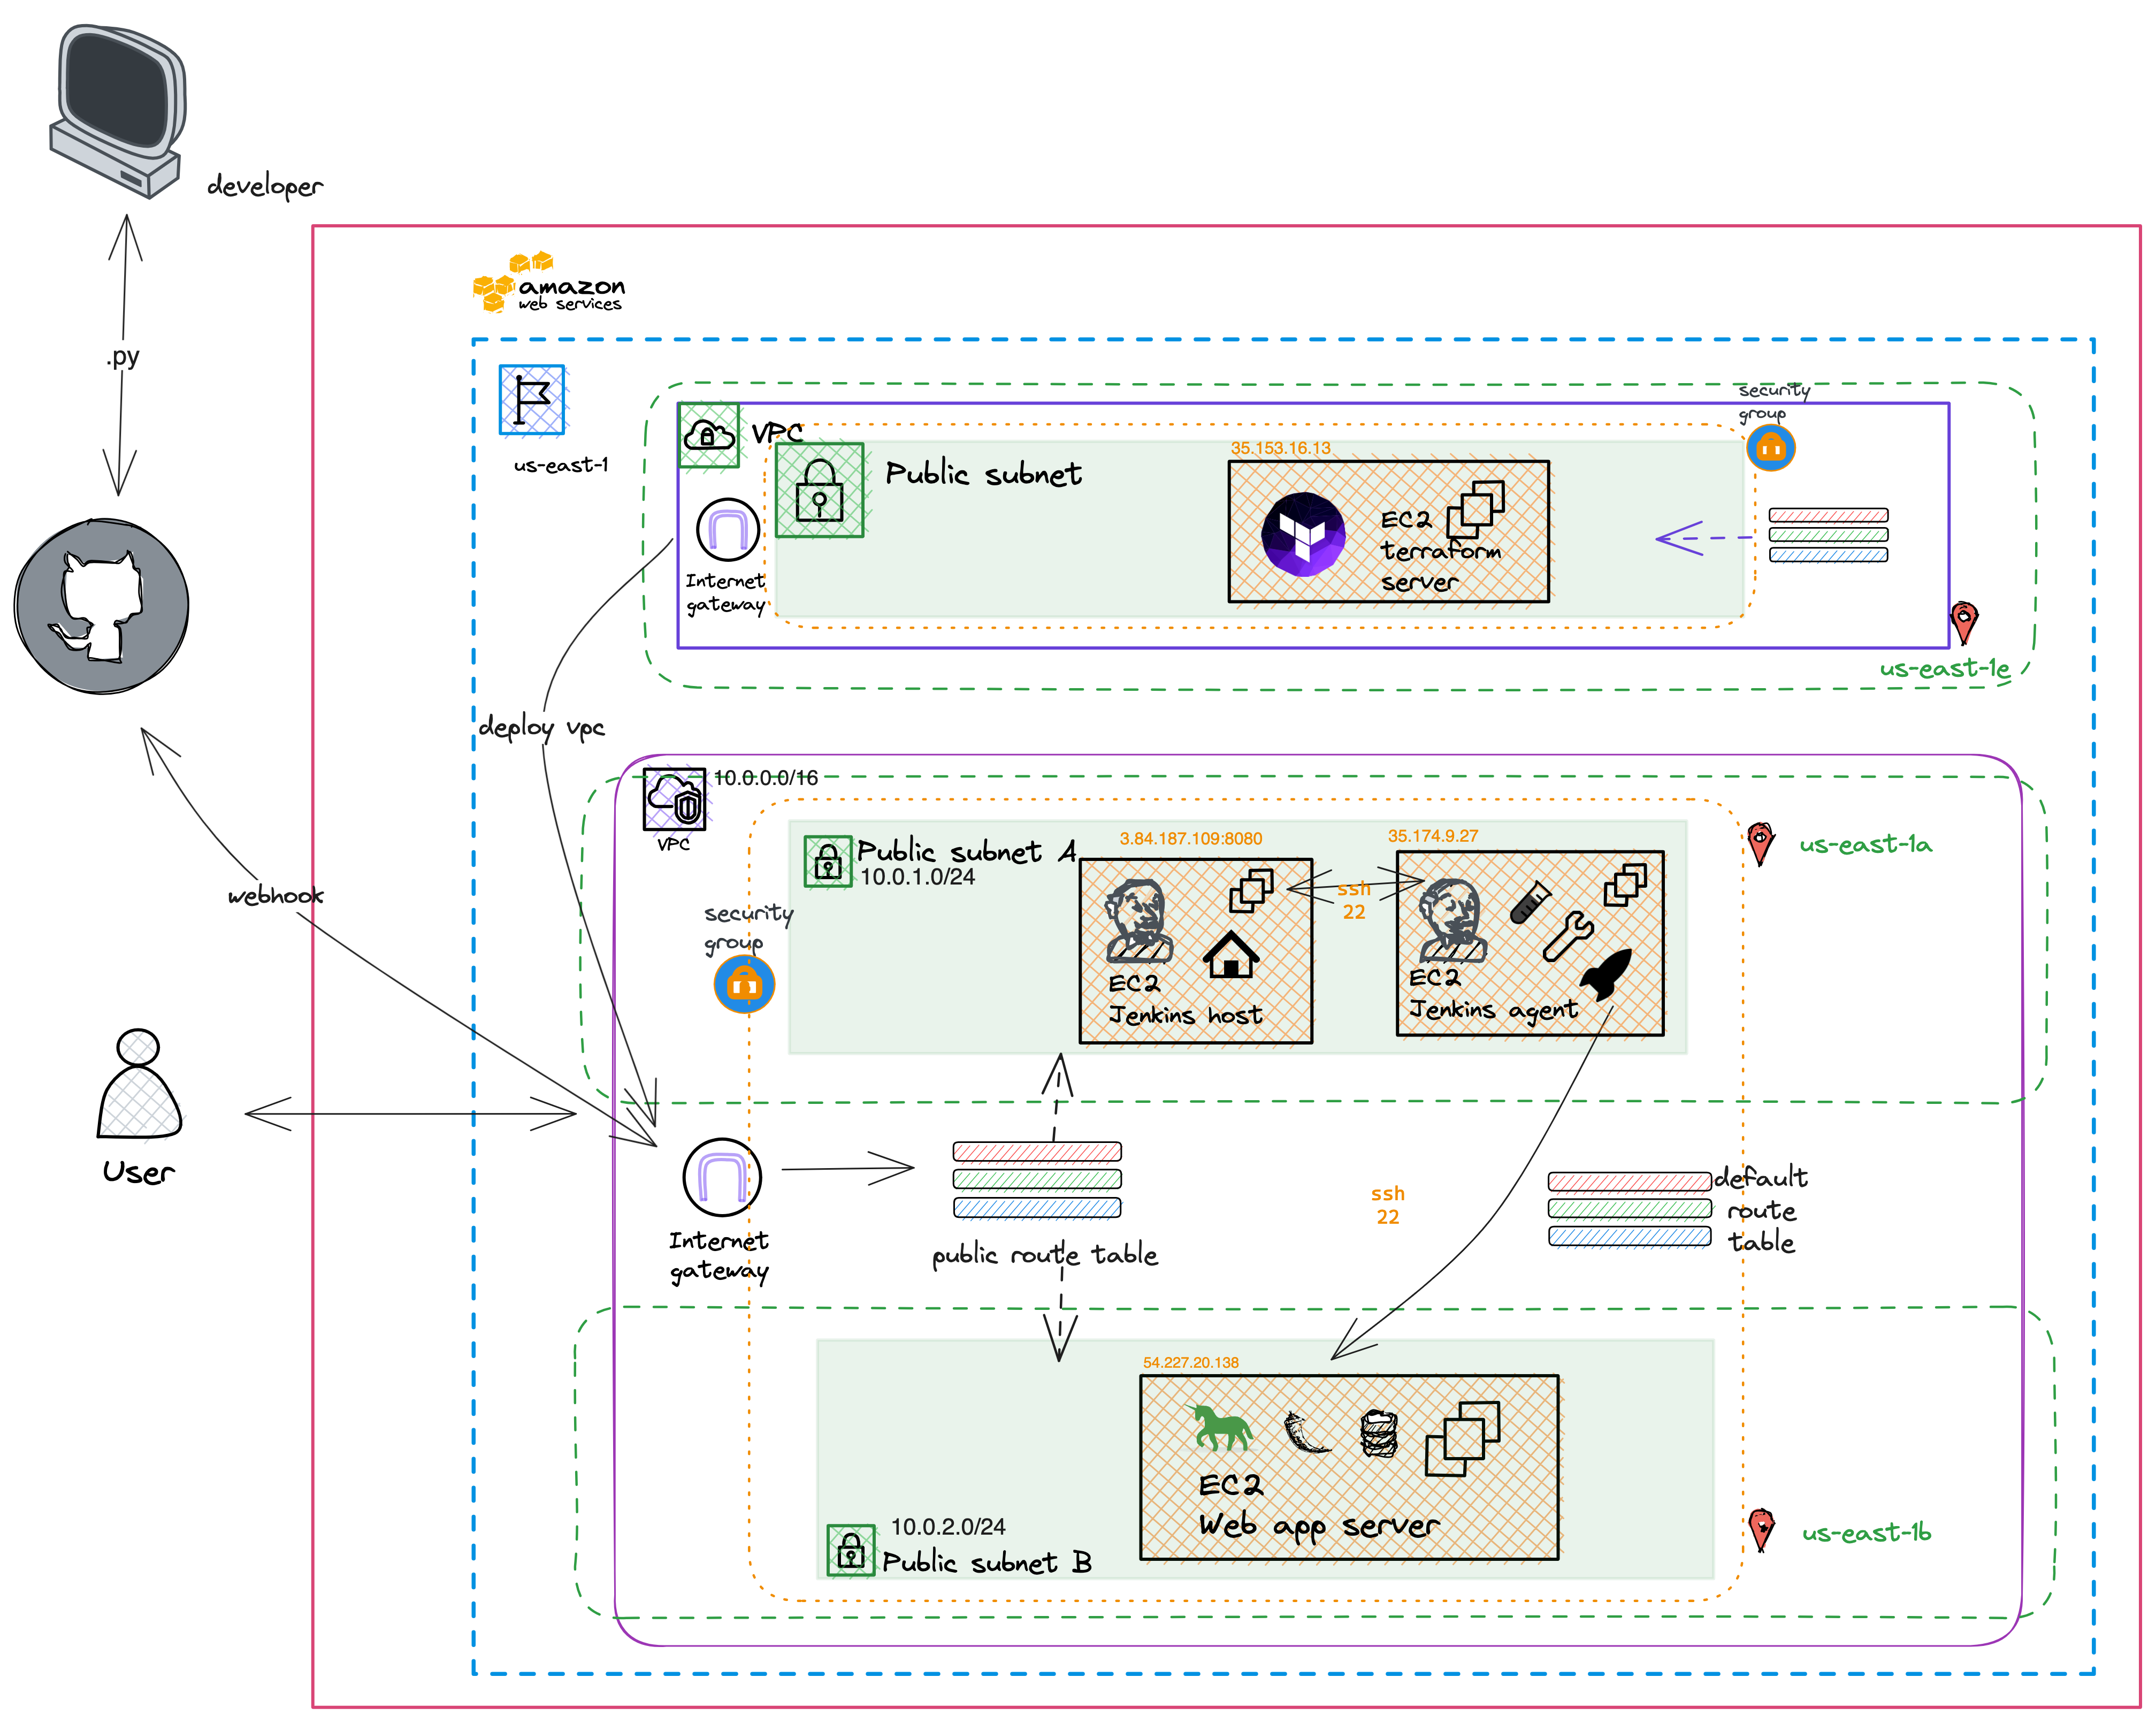 developer
.py
amazon
web services
us-east-1
VPC
Public subnet
Internet
gateway
35.153.16.13
EC2
terraform
server
security
group
us-east-1e
deploy vpc
webhook
User
10.0.0.0/16
VPC
Public subnet A
10.0.1.0/24
security
group
3.84.187.109:8080
EC2
Jenkins host
ssh
22
35.174.9.27
EC2
Jenkins agent
us-east-1a
Internet
gateway
public route table
ssh
22
default
route
table
54.227.20.138
EC2
Web app server
10.0.2.0/24
Public subnet B
us-east-1b